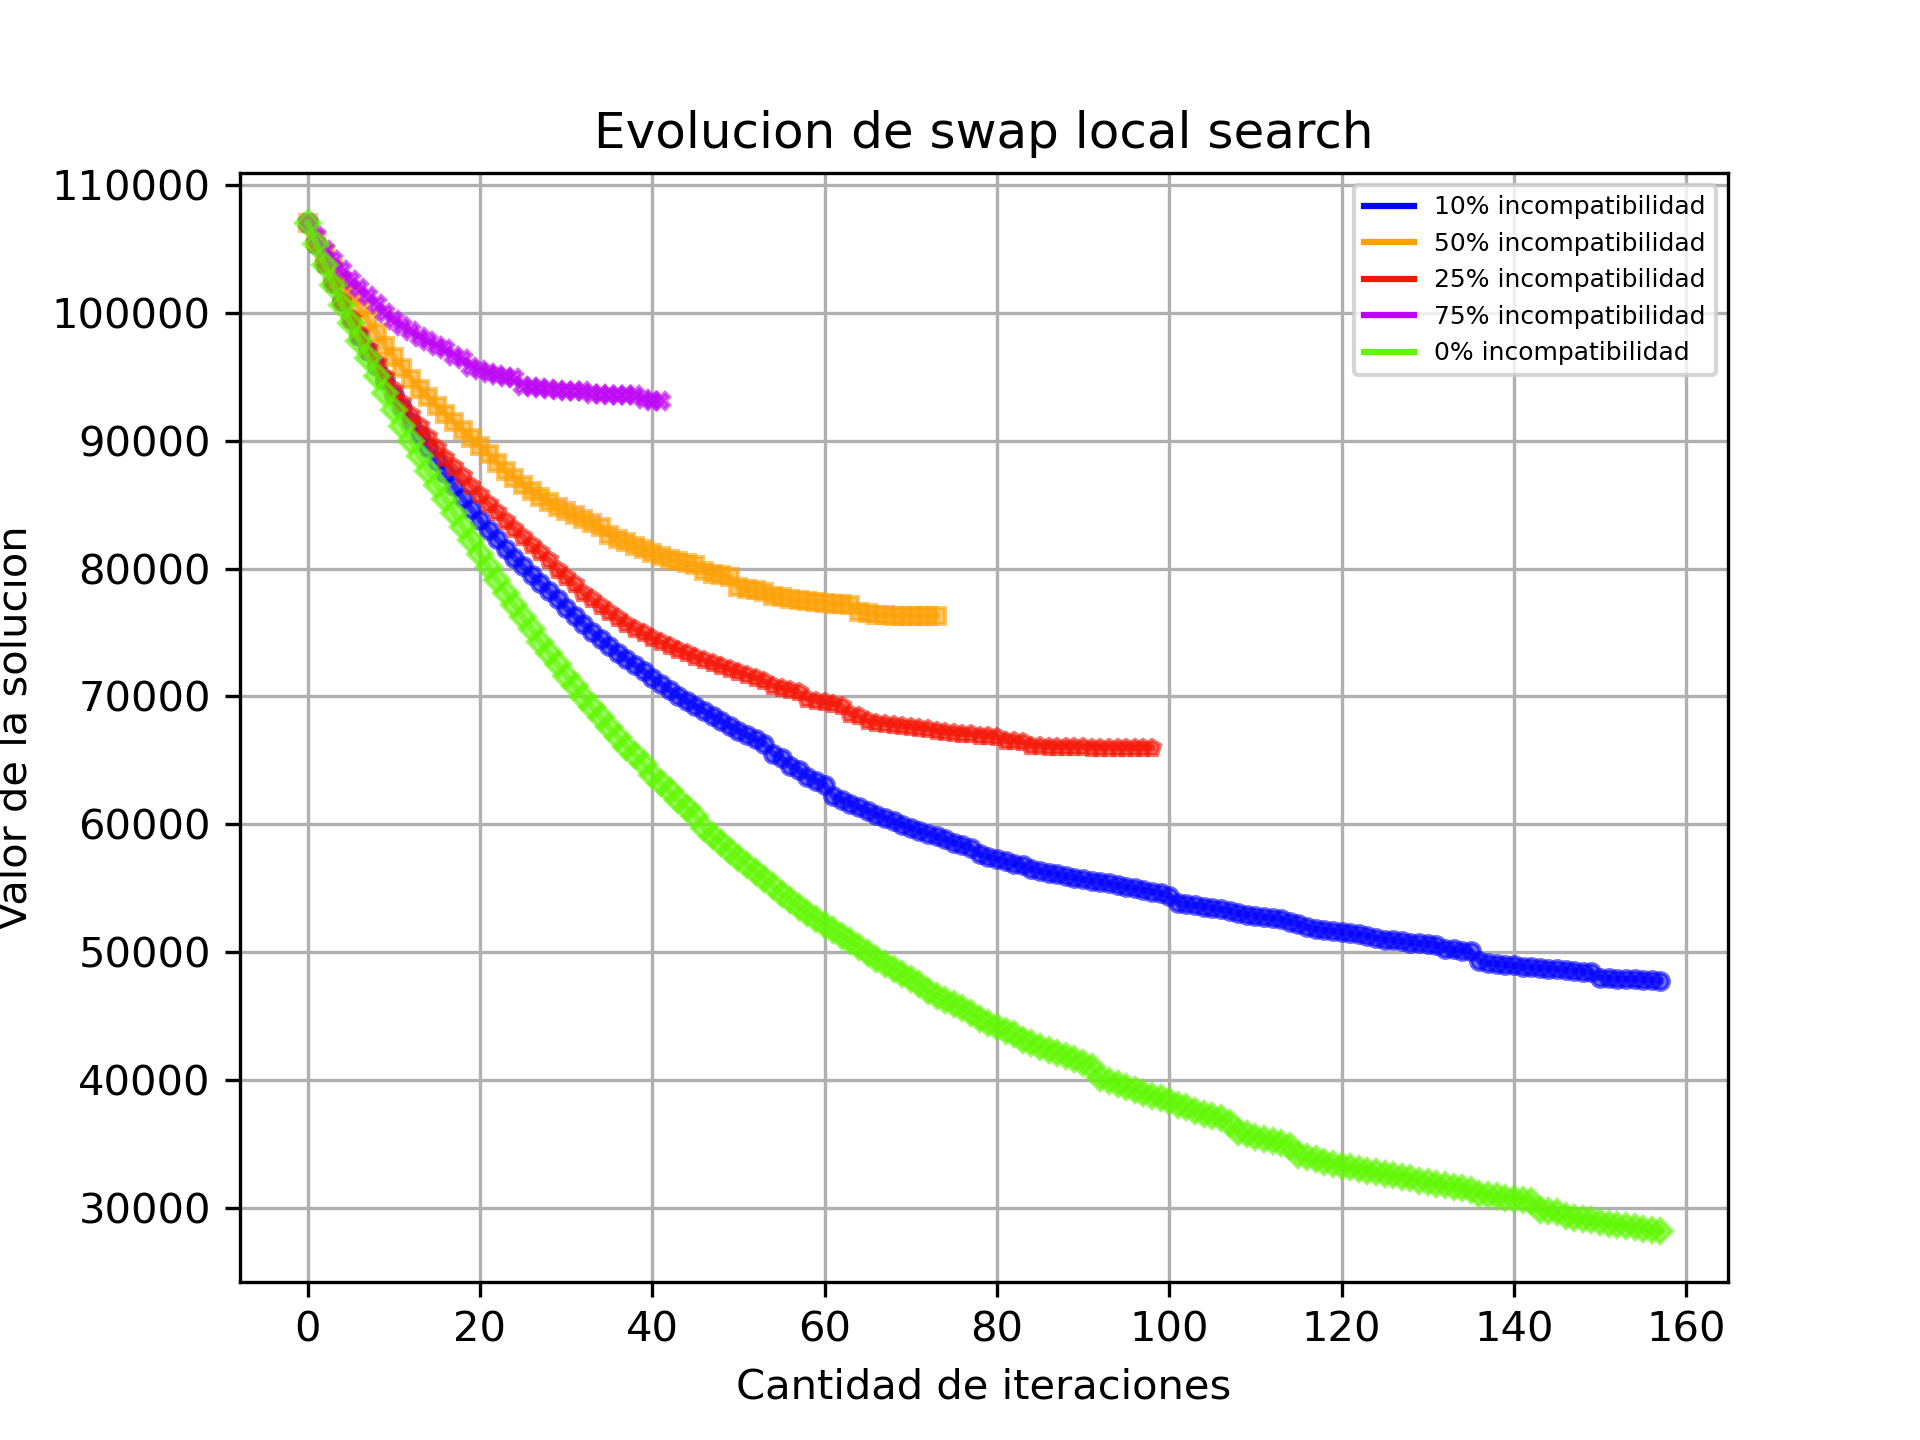 Evolucion de swap local search
110000
100000
90000
80000
70000
60000
50000
40000
30000
Valor de la solucion
10% incompatibilidad
50% incompatibilidad
25% incompatibilidad
75% incompatibilidad
0% incompatibilidad
0 20 40 60 80 100 120 140 160
Cantidad de iteraciones